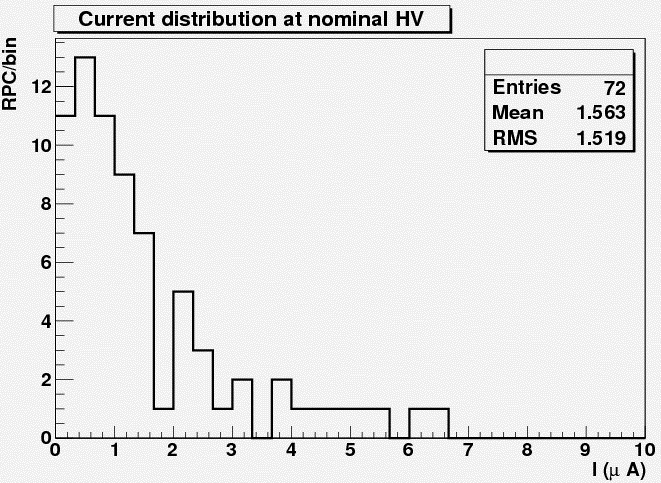 Current distribution at nominal HV
RPC/bin
Entries 72
Mean 1.563
RMS 1.519
12
10
8
6
4
2
0
0 1 2 3 4 5 6 7 8 9 10
I (μ A)